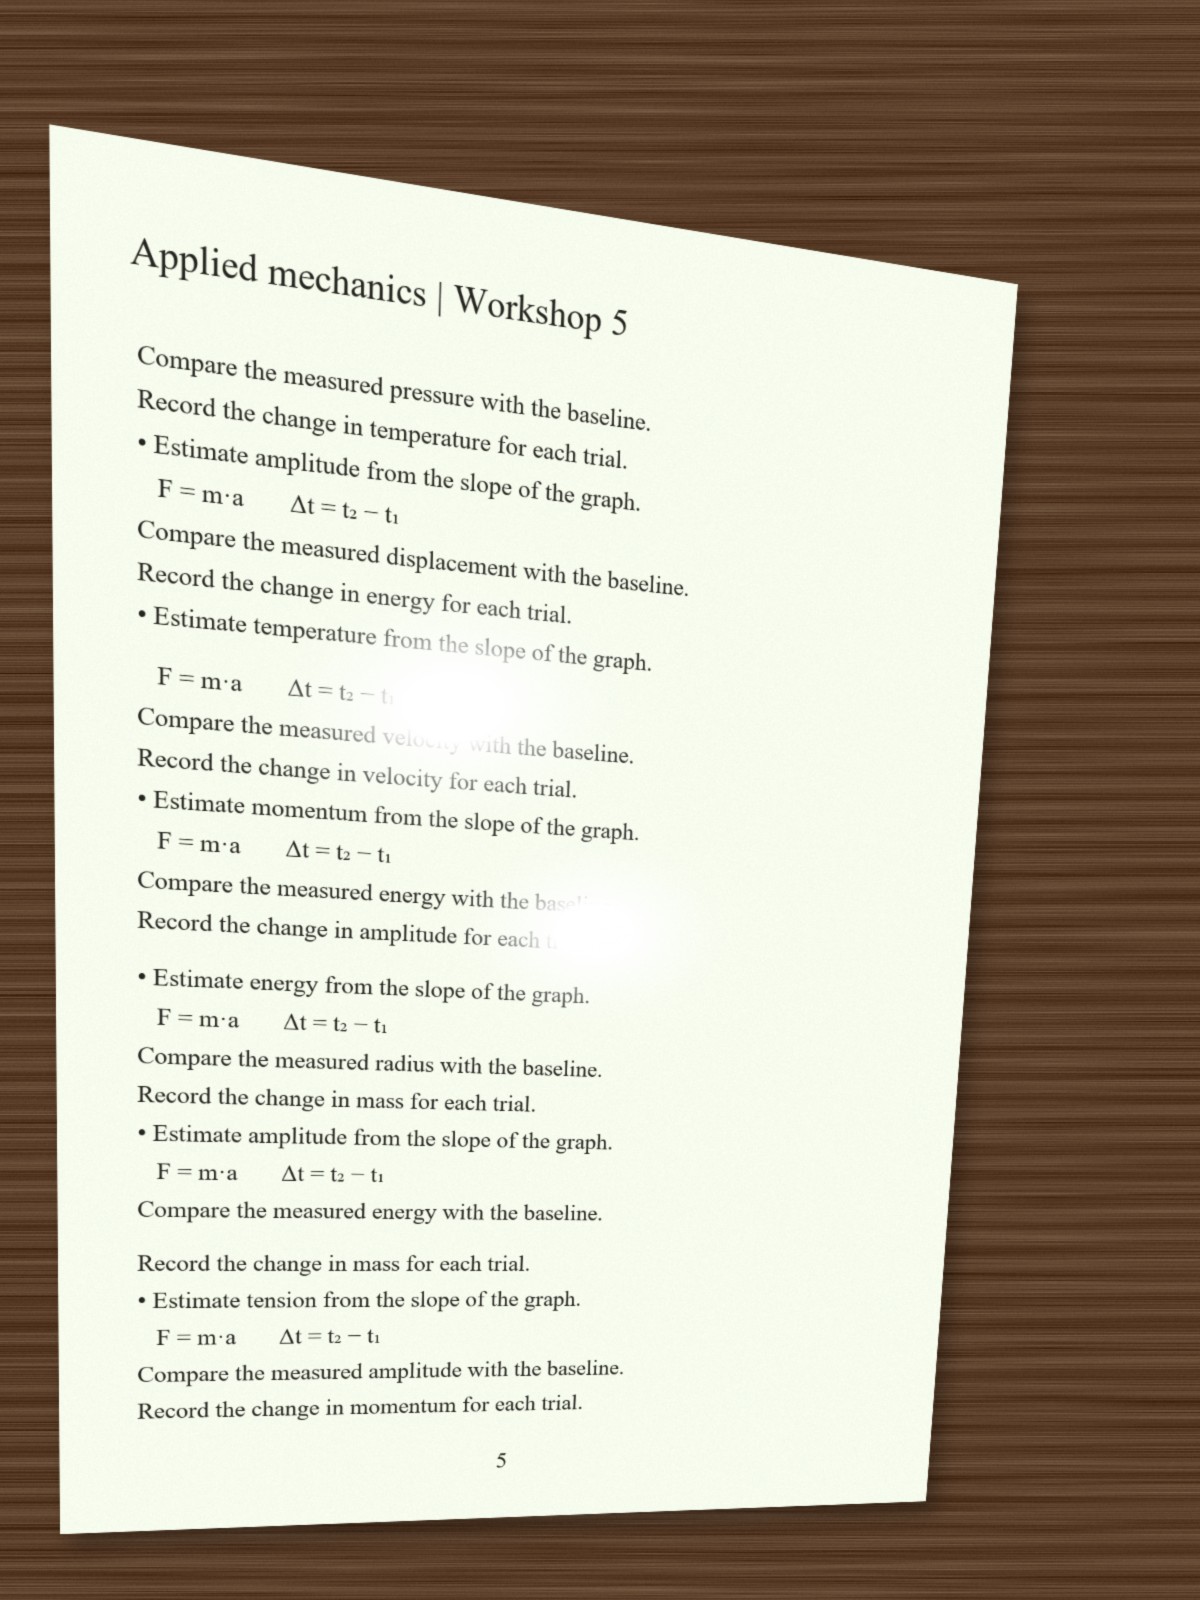 Applied mechanics | Workshop 5
Compare the measured pressure with the baseline.
Record the change in temperature for each trial.
• Estimate amplitude from the slope of the graph.
F = m·a Δt = t₂ − t₁
Compare the measured displacement with the baseline.
Record the change in energy for each trial.
• Estimate temperature from the slope of the graph.
F = m·a Δt = t₂ − t₁
Compare the measured velocity with the baseline.
Record the change in velocity for each trial.
• Estimate momentum from the slope of the graph.
F = m·a Δt = t₂ − t₁
Compare the measured energy with the
Record the change in amplitude for each
• Estimate energy from the slope of the graph.
F = m·a Δt = t₂ − t₁
Compare the measured radius with the baseline.
Record the change in mass for each trial.
• Estimate amplitude from the slope of the graph.
F = m·a Δt = t₂ − t₁
Compare the measured energy with the baseline.
Record the change in mass for each trial.
• Estimate tension from the slope of the graph.
F = m·a Δt = t₂ − t₁
Compare the measured amplitude with the baseline.
Record the change in momentum for each trial.
5